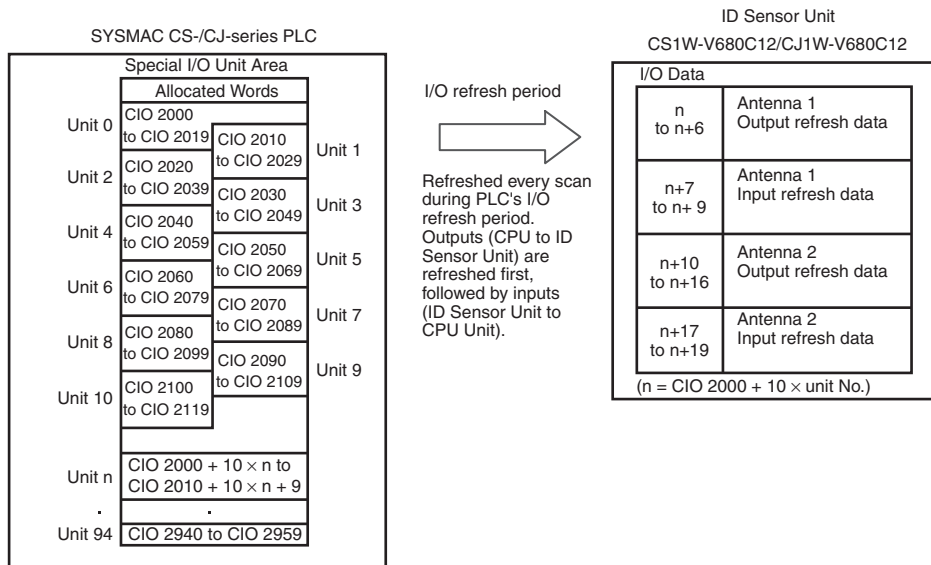 SYSMAC CS-/CJ-series PLC
Special I/O Unit Area
Allocated Words
Unit 0
CIO 2000
to CIO 2019
CIO 2010
to CIO 2029
Unit 1
Unit 2
CIO 2020
to CIO 2039
CIO 2030
to CIO 2049
Unit 3
Unit 4
CIO 2040
to CIO 2059
CIO 2050
to CIO 2069
Unit 5
Unit 6
CIO 2060
to CIO 2079
CIO 2070
to CIO 2089
Unit 7
Unit 8
CIO 2080
to CIO 2099
CIO 2090
to CIO 2109
Unit 9
Unit 10
CIO 2100
to CIO 2119
Unit n
CIO 2000 + 10 × n to
CIO 2010 + 10 × n + 9
. .
Unit 94
CIO 2940 to CIO 2959
I/O refresh period
Refreshed every scan
during PLC's I/O
refresh period.
Outputs (CPU to ID
Sensor Unit) are
refreshed first,
followed by inputs
(ID Sensor Unit to
CPU Unit).
ID Sensor Unit
CS1W-V680C12/CJ1W-V680C12
I/O Data
n
to n+6
Antenna 1
Output refresh data
n+7
to n+ 9
Antenna 1
Input refresh data
n+10
to n+16
Antenna 2
Output refresh data
n+17
to n+19
Antenna 2
Input refresh data
(n = CIO 2000 + 10 × unit No.)